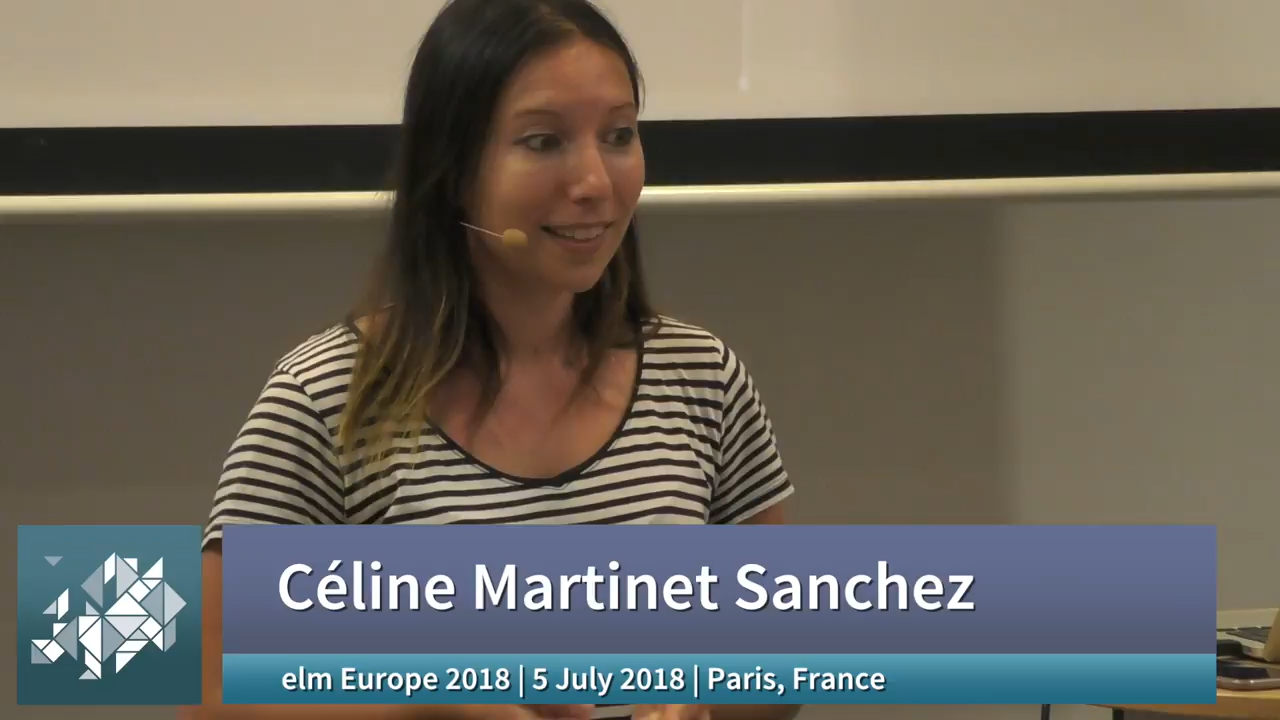 Céline Martinet Sanchez
elm Europe 2018 | 5 July 2018 | Paris, France